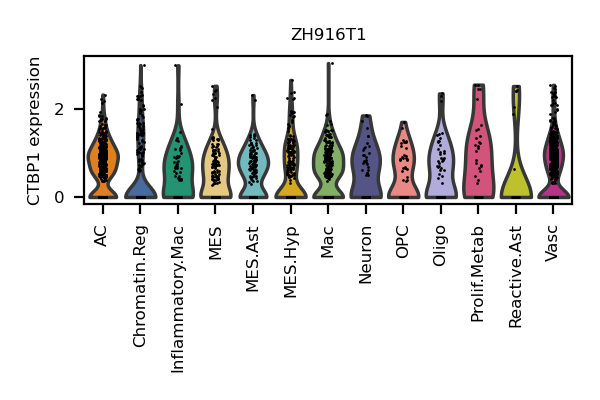 ZH916T1
CTBP1 expression
2
0
AC
Chromatin.Reg
Inflammatory.Mac
MES
MES.Ast
MES.Hyp
Mac
Neuron
OPC
Oligo
Prolif.Metab
Reactive.Ast
Vasc